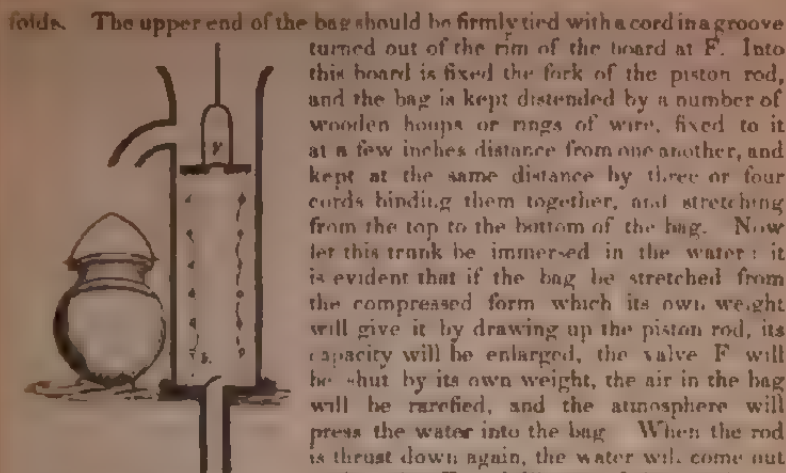 folds. The upper end of the bag should be firmly tied with a cord in a groove
turned out of the rim of the board at F. Into
this board is fixed the fork of the piston rod,
and the bag is kept distended by a number of
wooden hoops or rings of wire, fixed to it
at a few inches distance from one another, and
kept at the same distance by three or four
cords binding them together, and stretching
from the top to the bottom of the bag. Now
let this trunk be immersed in the water: it
is evident that if the bag be stretched from
the compressed form which its own weight
will give it by drawing up the piston rod, its
capacity will be enlarged, the valve F will
be shut by its own weight, the air in the bag
will be rarefied, and the atmosphere will
press the water into the bag When the rod
is thrust down again, the water will come out
F